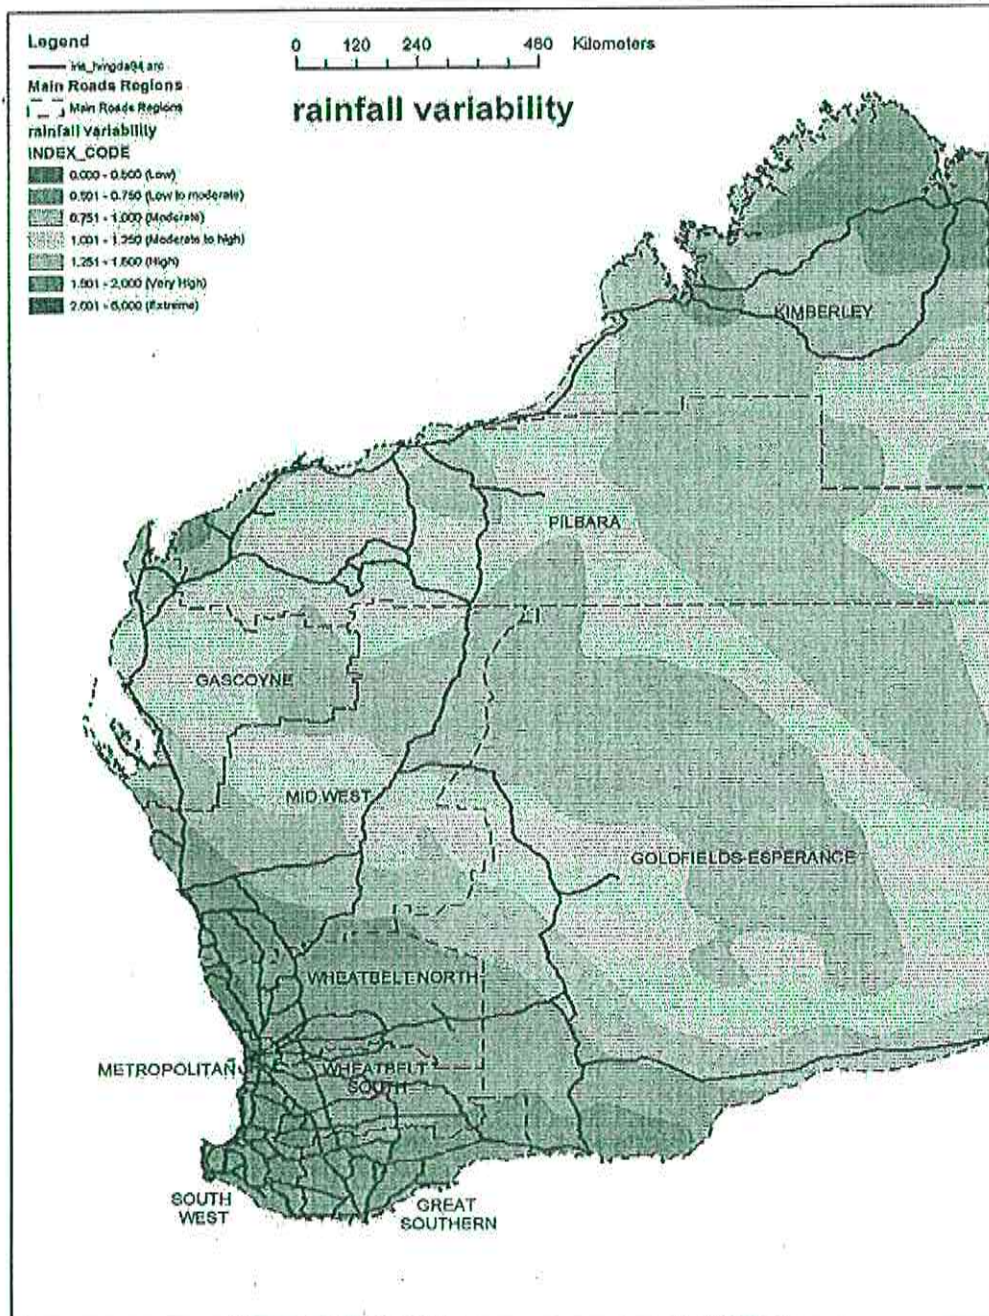 Legend
Main Roads Regions
Main Roads Regions
rainfall variability
INDEX_CODE
0.000 - 0.500 (Low)
0.501 - 0.750 (Low to moderate)
0.751 - 1.000 (Moderate)
1.001 - 1.250 (Moderate to high)
1.251 - 1.500 (High)
1.501 - 2.000 (Very High)
2.001 - 5.000 (Extreme)
0 120 240 480 Kilometers
rainfall variability
KIMBERLEY
PILBARA
GASCOYNE
MID WEST
GOLDFIELDS-ESPERANCE
WHEATBELT NORTH
METROPOLITAN
WHEATBELT
SOUTH
SOUTH
WEST
GREAT
SOUTHERN